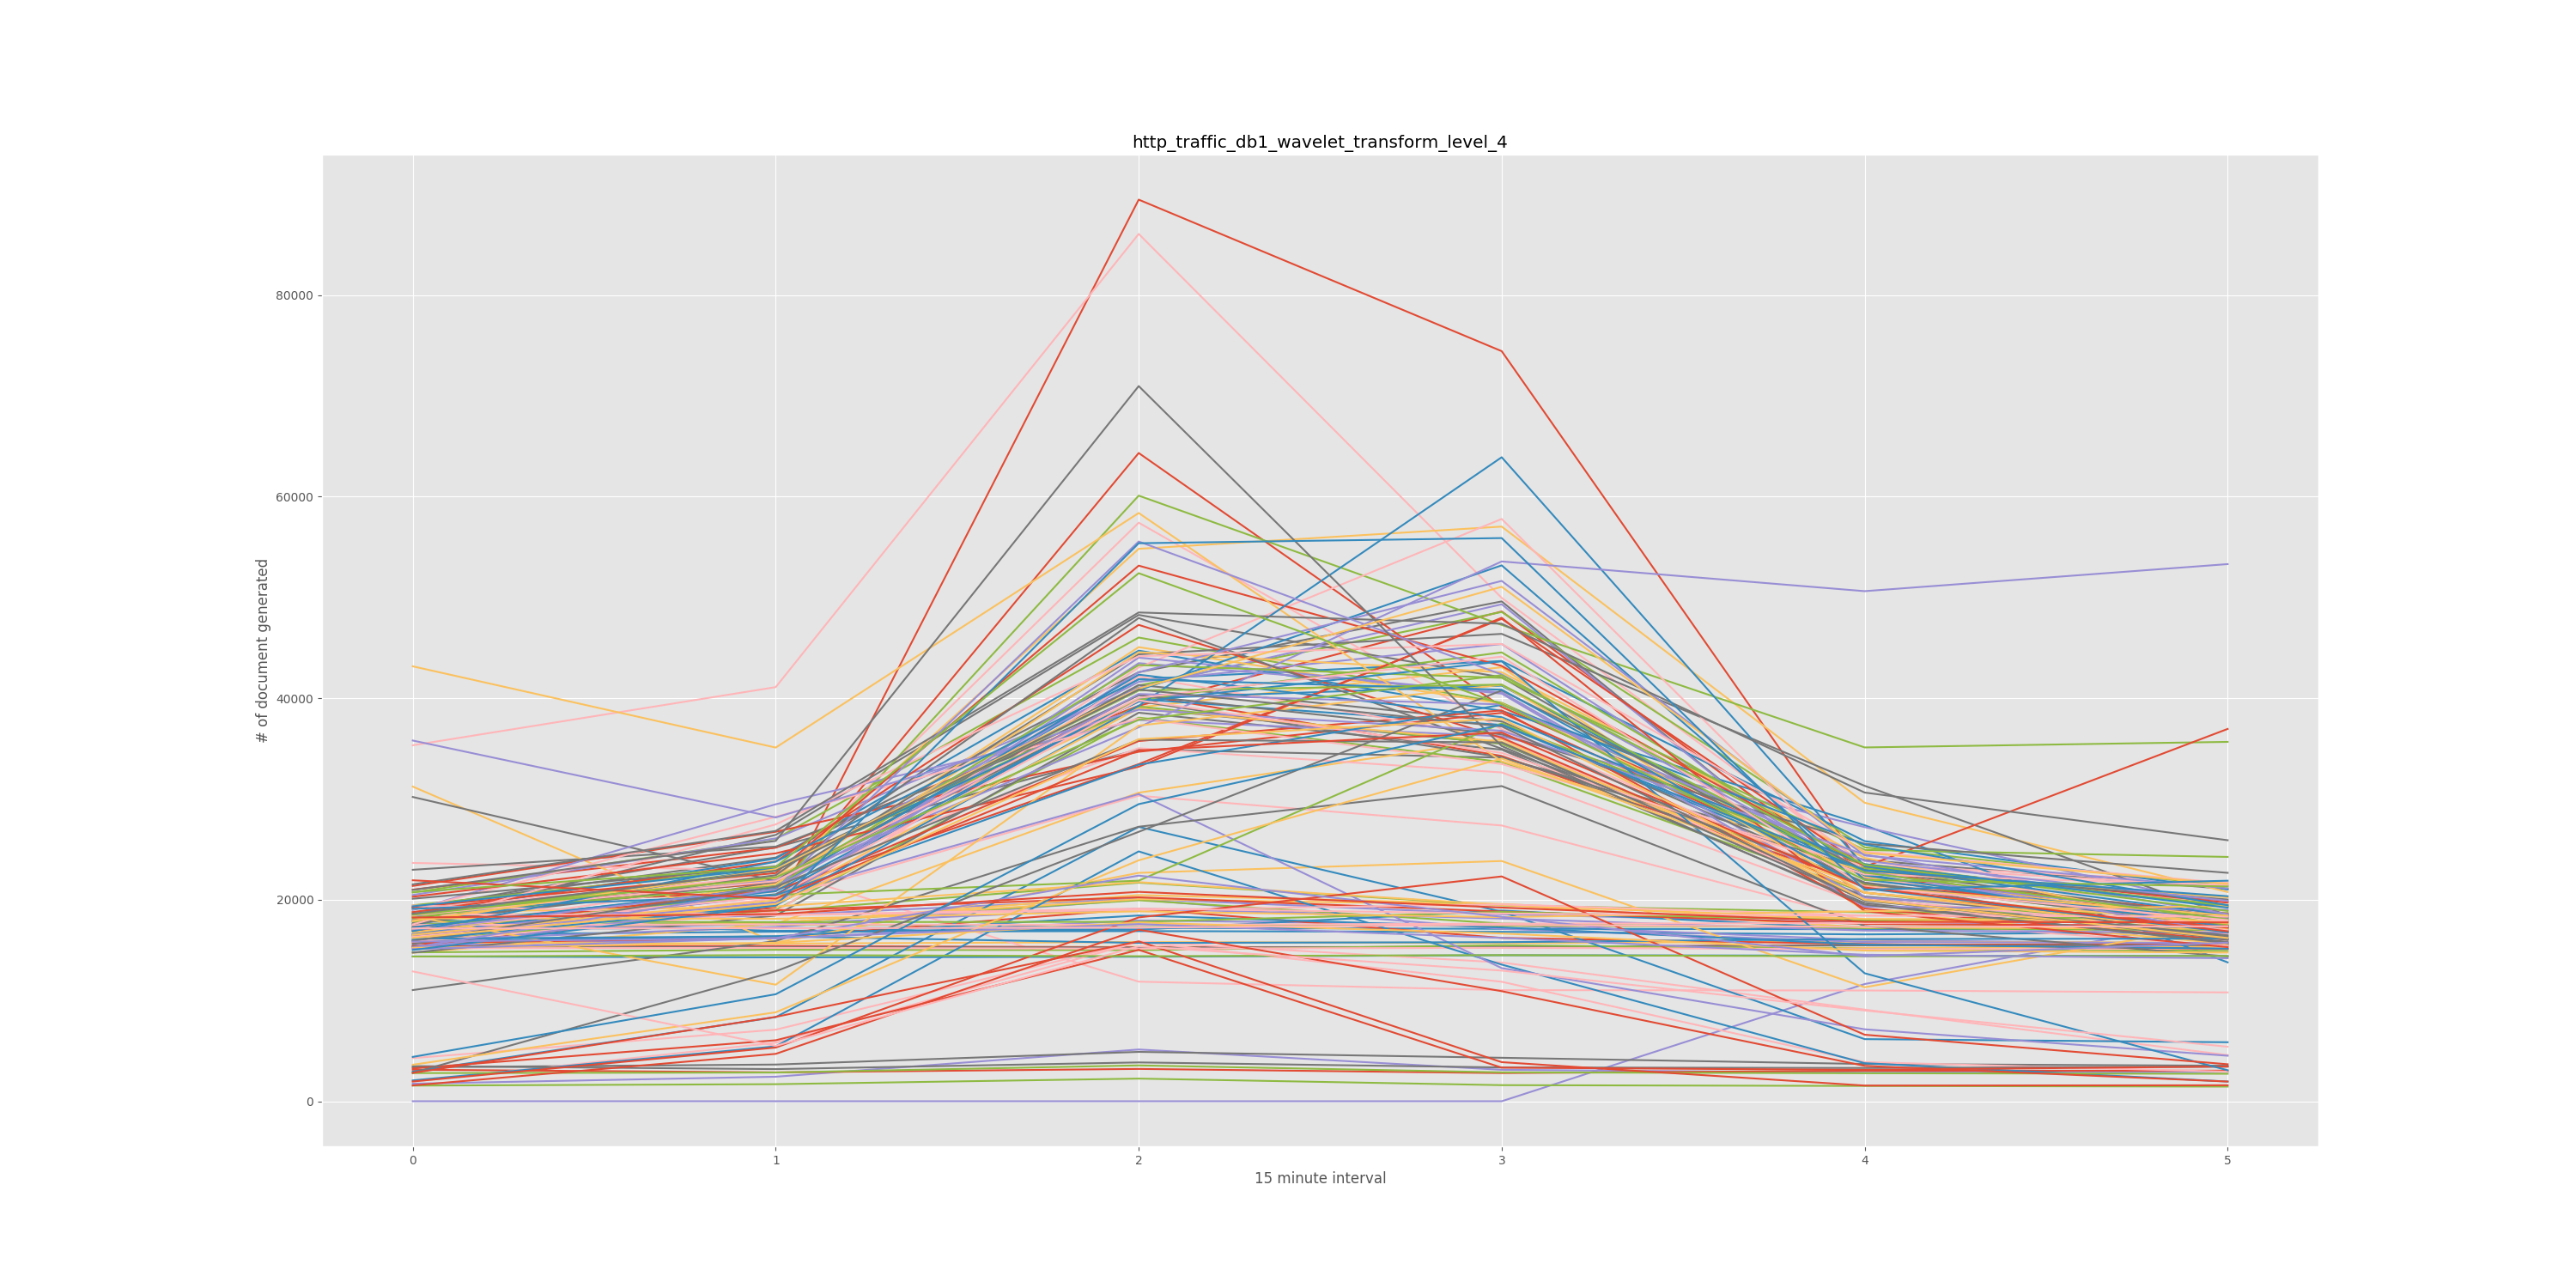 http_traffic_db1_wavelet_transform_level_4
80000
60000
40000
20000
0
# of document generated
0 1 2 3 4 5
15 minute interval